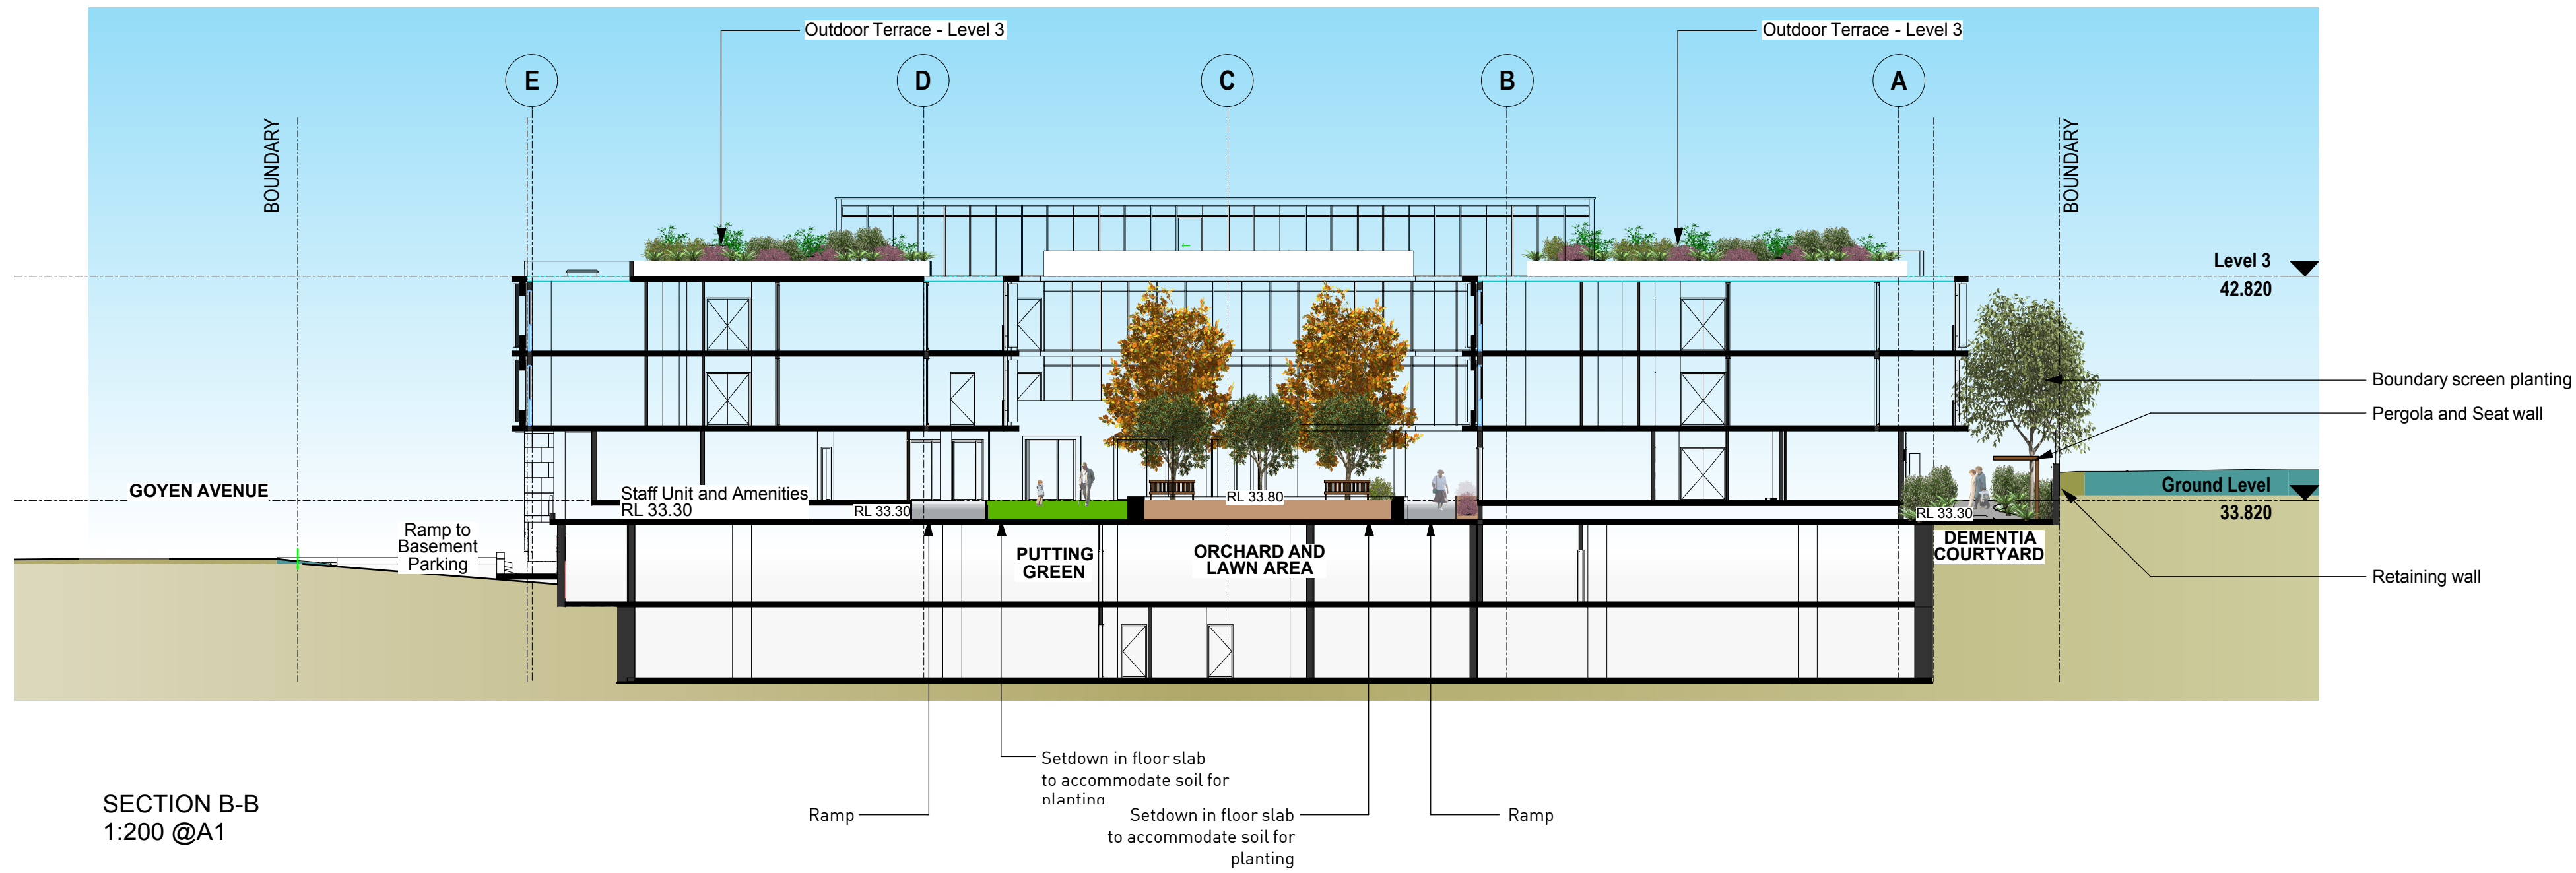 Outdoor Terrace - Level 3
Outdoor Terrace - Level 3
E
D
C
B
A
BOUNDARY
BOUNDARY
Level 3
42.820
Boundary screen planting
Pergola and Seat wall
GOYEN AVENUE
Staff Unit and Amenities
RL 33.30
RL 33.30
RL 33.80
RL 33.30
Ground Level
33.820
Ramp to
Basement
Parking
PUTTING
GREEN
ORCHARD AND
LAWN AREA
DEMENTIA
COURTYARD
Retaining wall
Setdown in floor slab
to accommodate soil for
planting
Ramp
Setdown in floor slab
to accommodate soil for
planting
Ramp
SECTION B-B
1:200 @A1